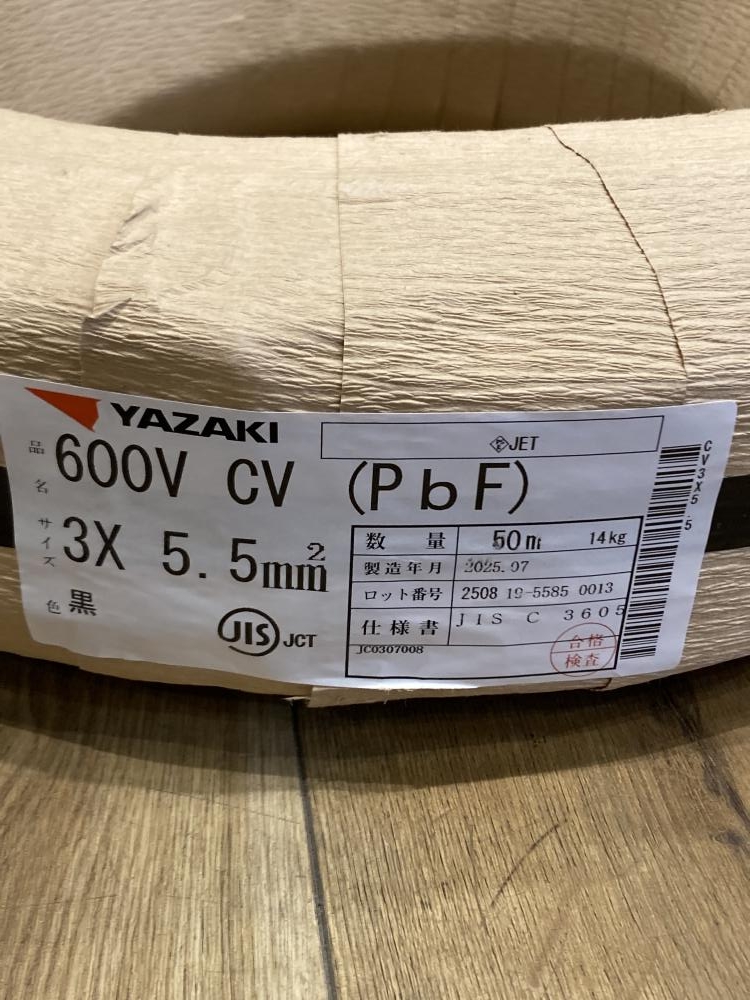 YAZAKI
JET
品名 600V CV (PbF)
サイズ 3X 5.5mm²
色 黒
JIS JCT
数 量 50m 14kg
製造年月 2025.07
ロット番号 2508 19-5585 0013
仕様書 JIS C 3605
JC0307008
合格
検査
CV3X5.5